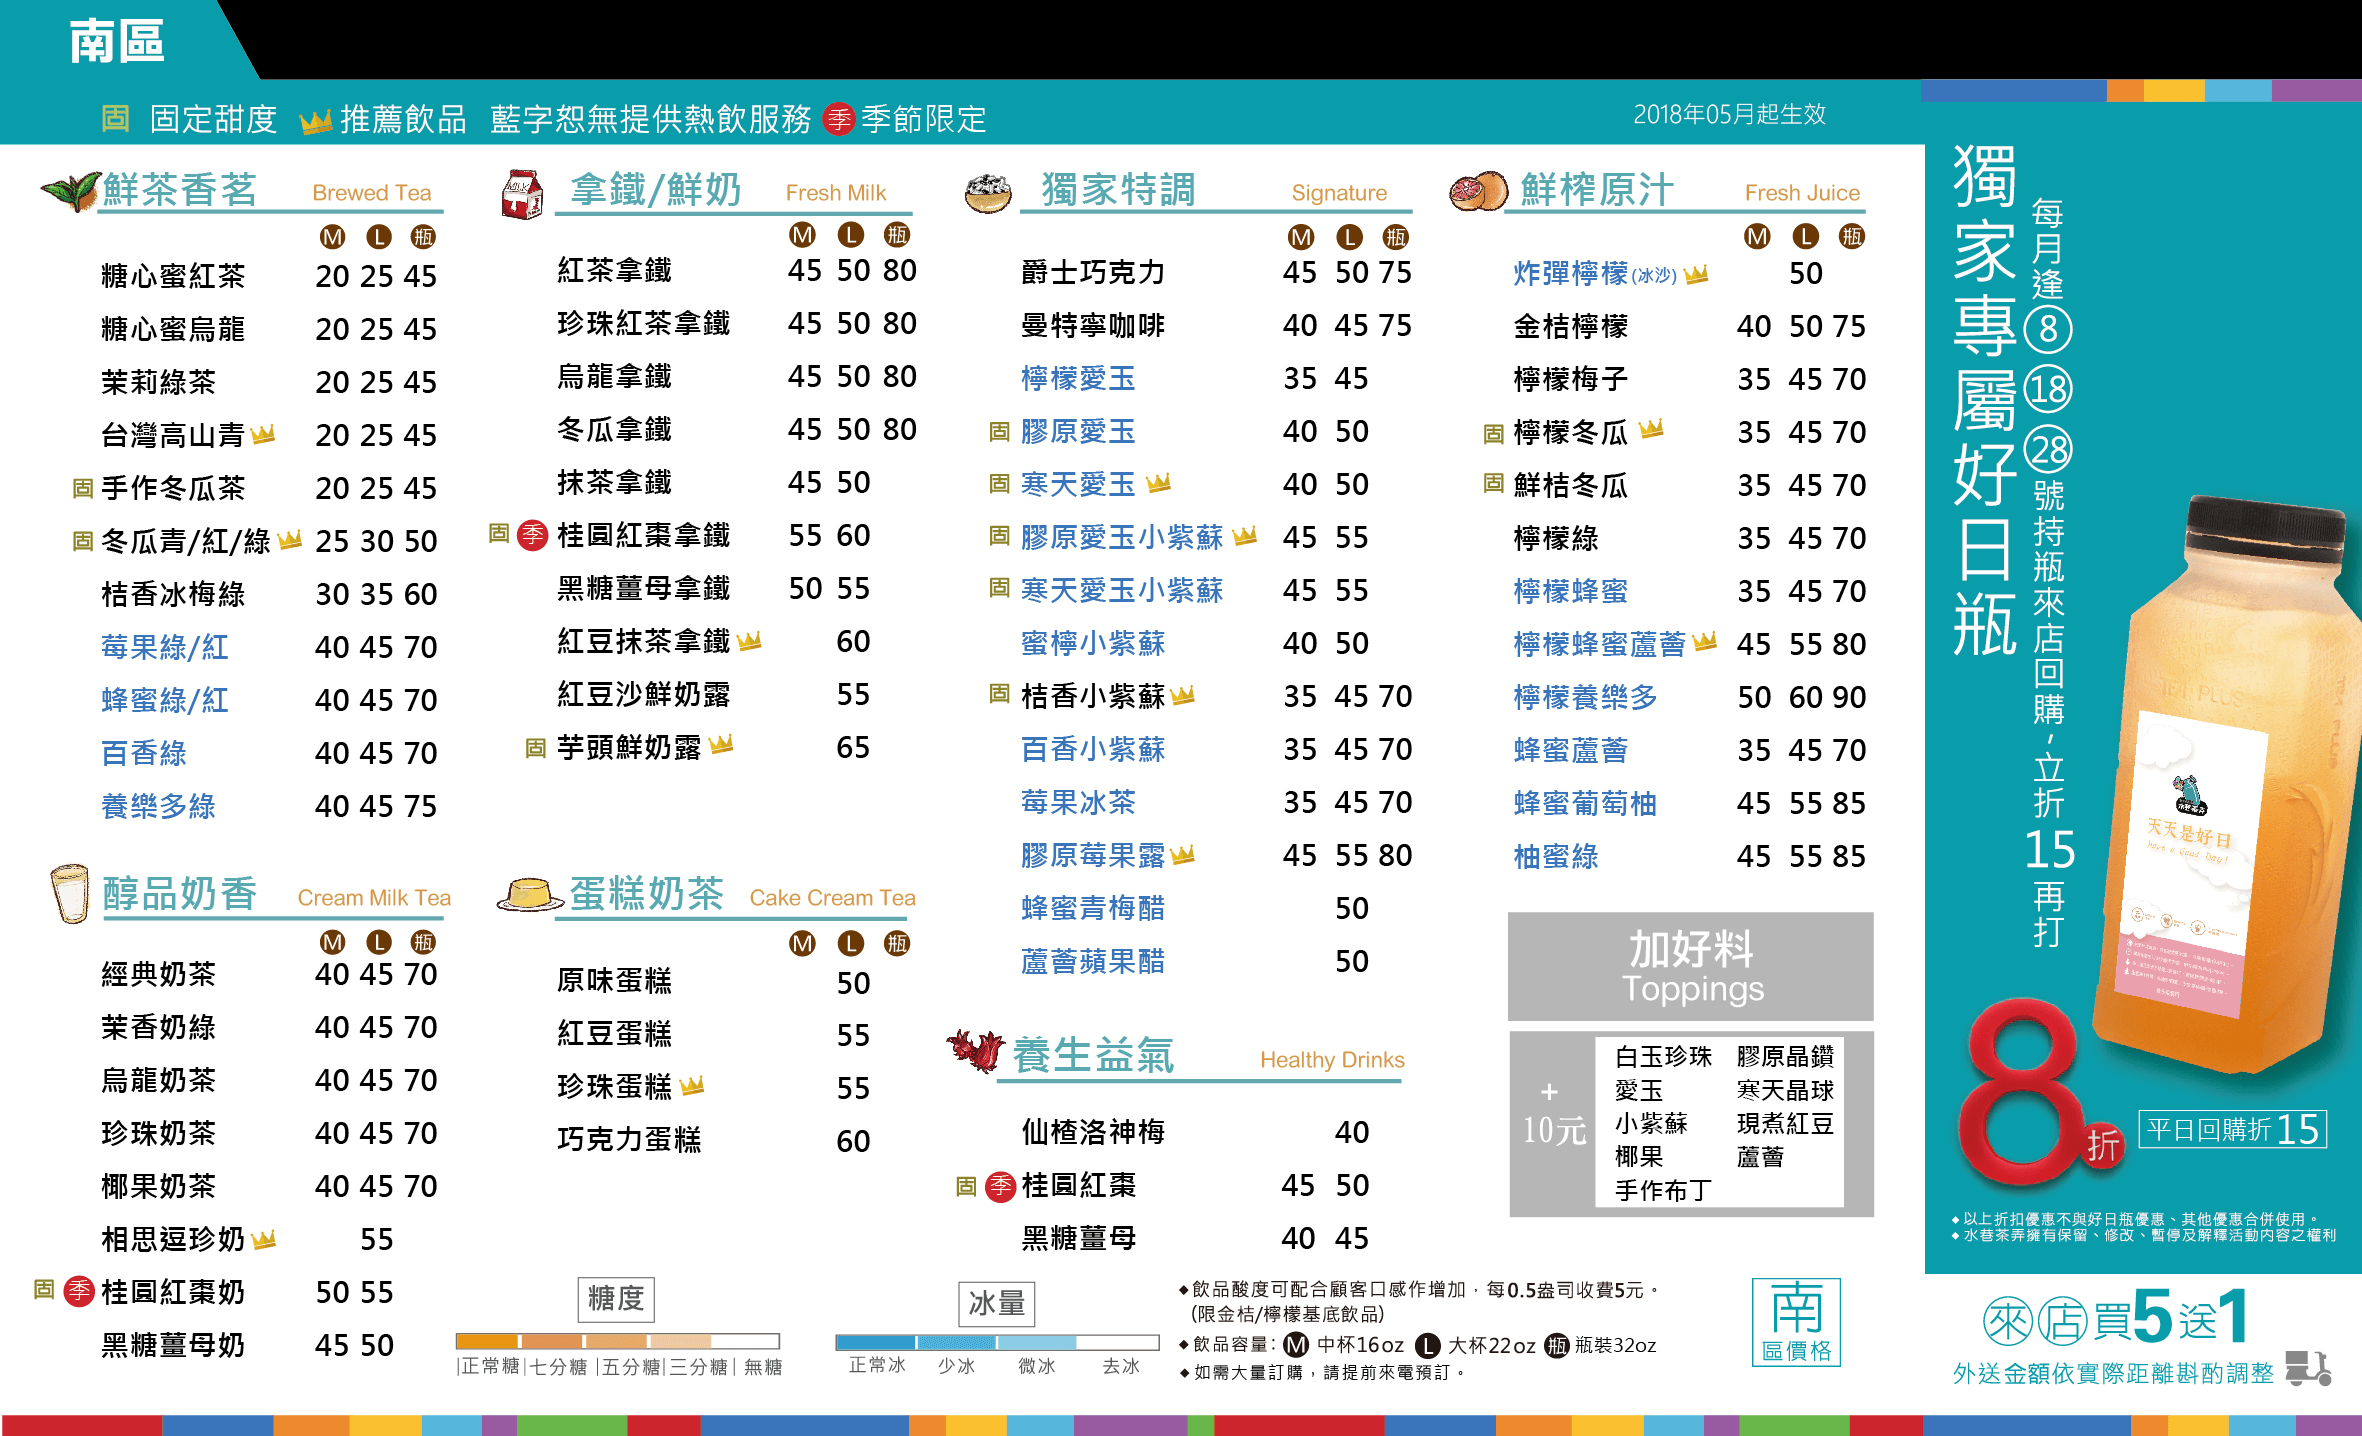 南區
固 固定甜度 推薦飲品 藍字恕無提供熱飲服務 季 季節限定
2018年05月起生效
鮮茶香茗 Brewed Tea
M L 瓶
糖心蜜紅茶 20 25 45
糖心蜜烏龍 20 25 45
茉莉綠茶 20 25 45
台灣高山青 20 25 45
固 手作冬瓜茶 20 25 45
固 冬瓜青/紅/綠 25 30 50
桔香冰梅綠 30 35 60
莓果綠/紅 40 45 70
蜂蜜綠/紅 40 45 70
百香綠 40 45 70
養樂多綠 40 45 75
醇品奶香 Cream Milk Tea
M L 瓶
經典奶茶 40 45 70
茉香奶綠 40 45 70
烏龍奶茶 40 45 70
珍珠奶茶 40 45 70
椰果奶茶 40 45 70
相思逗珍奶 55
固 季 桂圓紅棗奶 50 55
黑糖薑母奶 45 50
拿鐵/鮮奶 Fresh Milk
M L 瓶
紅茶拿鐵 45 50 80
珍珠紅茶拿鐵 45 50 80
烏龍拿鐵 45 50 80
冬瓜拿鐵 45 50 80
抹茶拿鐵 45 50
固 季 桂圓紅棗拿鐵 55 60
黑糖薑母拿鐵 50 55
紅豆抹茶拿鐵 60
紅豆沙鮮奶露 55
固 芋頭鮮奶露 65
蛋糕奶茶 Cake Cream Tea
M L 瓶
原味蛋糕 50
紅豆蛋糕 55
珍珠蛋糕 55
巧克力蛋糕 60
糖度
正常糖 七分糖 五分糖 三分糖 無糖
獨家特調 Signature
M L 瓶
爵士巧克力 45 50 75
曼特寧咖啡 40 45 75
檸檬愛玉 35 45
固 膠原愛玉 40 50
固 寒天愛玉 40 50
固 膠原愛玉小紫蘇 45 55
固 寒天愛玉小紫蘇 45 55
蜜檸小紫蘇 40 50
固 桔香小紫蘇 35 45 70
百香小紫蘇 35 45 70
莓果冰茶 35 45 70
膠原莓果露 45 55 80
蜂蜜青梅醋 50
蘆薈蘋果醋 50
養生益氣 Healthy Drinks
仙楂洛神梅 40
固 季 桂圓紅棗 45 50
黑糖薑母 40 45
冰量
正常冰 少冰 微冰 去冰
鮮榨原汁 Fresh Juice
M L 瓶
炸彈檸檬(冰沙) 50
金桔檸檬 40 50 75
檸檬梅子 35 45 70
固 檸檬冬瓜 35 45 70
固 鮮桔冬瓜 35 45 70
檸檬綠 35 45 70
檸檬蜂蜜 35 45 70
檸檬蜂蜜蘆薈 45 55 80
檸檬養樂多 50 60 90
蜂蜜蘆薈 35 45 70
蜂蜜葡萄柚 45 55 85
柚蜜綠 45 55 85
加好料
Toppings
+
10元
白玉珍珠 膠原晶鑽
愛玉 寒天晶球
小紫蘇 現煮紅豆
椰果 蘆薈
手作布丁
◆飲品酸度可配合顧客口感作增加，每0.5盎司收費5元。
(限金桔/檸檬基底飲品)
◆飲品容量: M 中杯16oz L 大杯22oz 瓶 瓶裝32oz
◆如需大量訂購，請提前來電預訂。
南
區價格
獨家專屬好日瓶
每月逢8 18 28號持瓶來店回購，立折15再打
8折
天天是好日
Have a Good Day!
平日回購折15
◆以上折扣優惠不與好日瓶優惠、其他優惠合併使用。
◆水巷茶弄擁有保留、修改、暫停及解釋活動內容之權利
來店買5送1
外送金額依實際距離斟酌調整